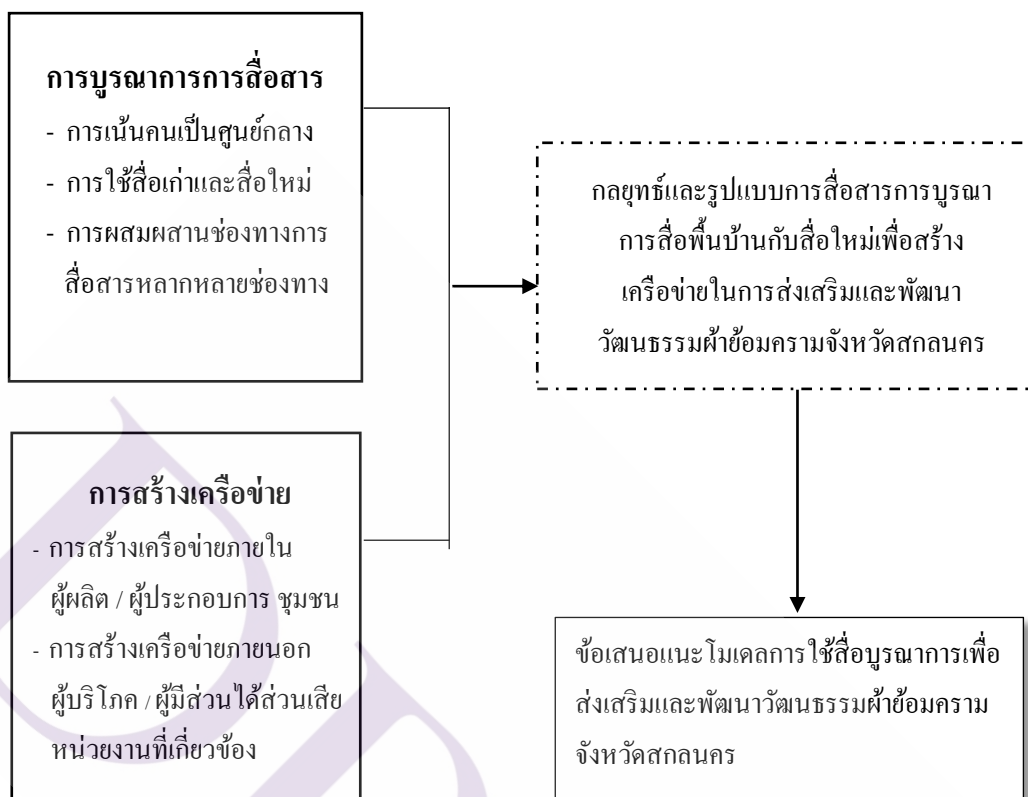 การบูรณาการการสื่อสาร
- การเน้นคนเป็นศูนย์กลาง
- การใช้สื่อเก่าและสื่อใหม่
- การผสมผสานช่องทางการ
สื่อสารหลากหลายช่องทาง
กลยุทธ์และรูปแบบการสื่อสารการบูรณา
การสื่อพื้นบ้านกับสื่อใหม่เพื่อสร้าง
เครือข่ายในการส่งเสริมและพัฒนา
วัฒนธรรมผ้าย้อมครามจังหวัดสกลนคร
การสร้างเครือข่าย
- การสร้างเครือข่ายภายใน
ผู้ผลิต / ผู้ประกอบการ ชุมชน
- การสร้างเครือข่ายภายนอก
ผู้บริโภค / ผู้มีส่วนได้ส่วนเสีย
หน่วยงานที่เกี่ยวข้อง
ข้อเสนอแนะโมเดลการใช้สื่อบูรณาการเพื่อ
ส่งเสริมและพัฒนาวัฒนธรรมผ้าย้อมคราม
จังหวัดสกลนคร